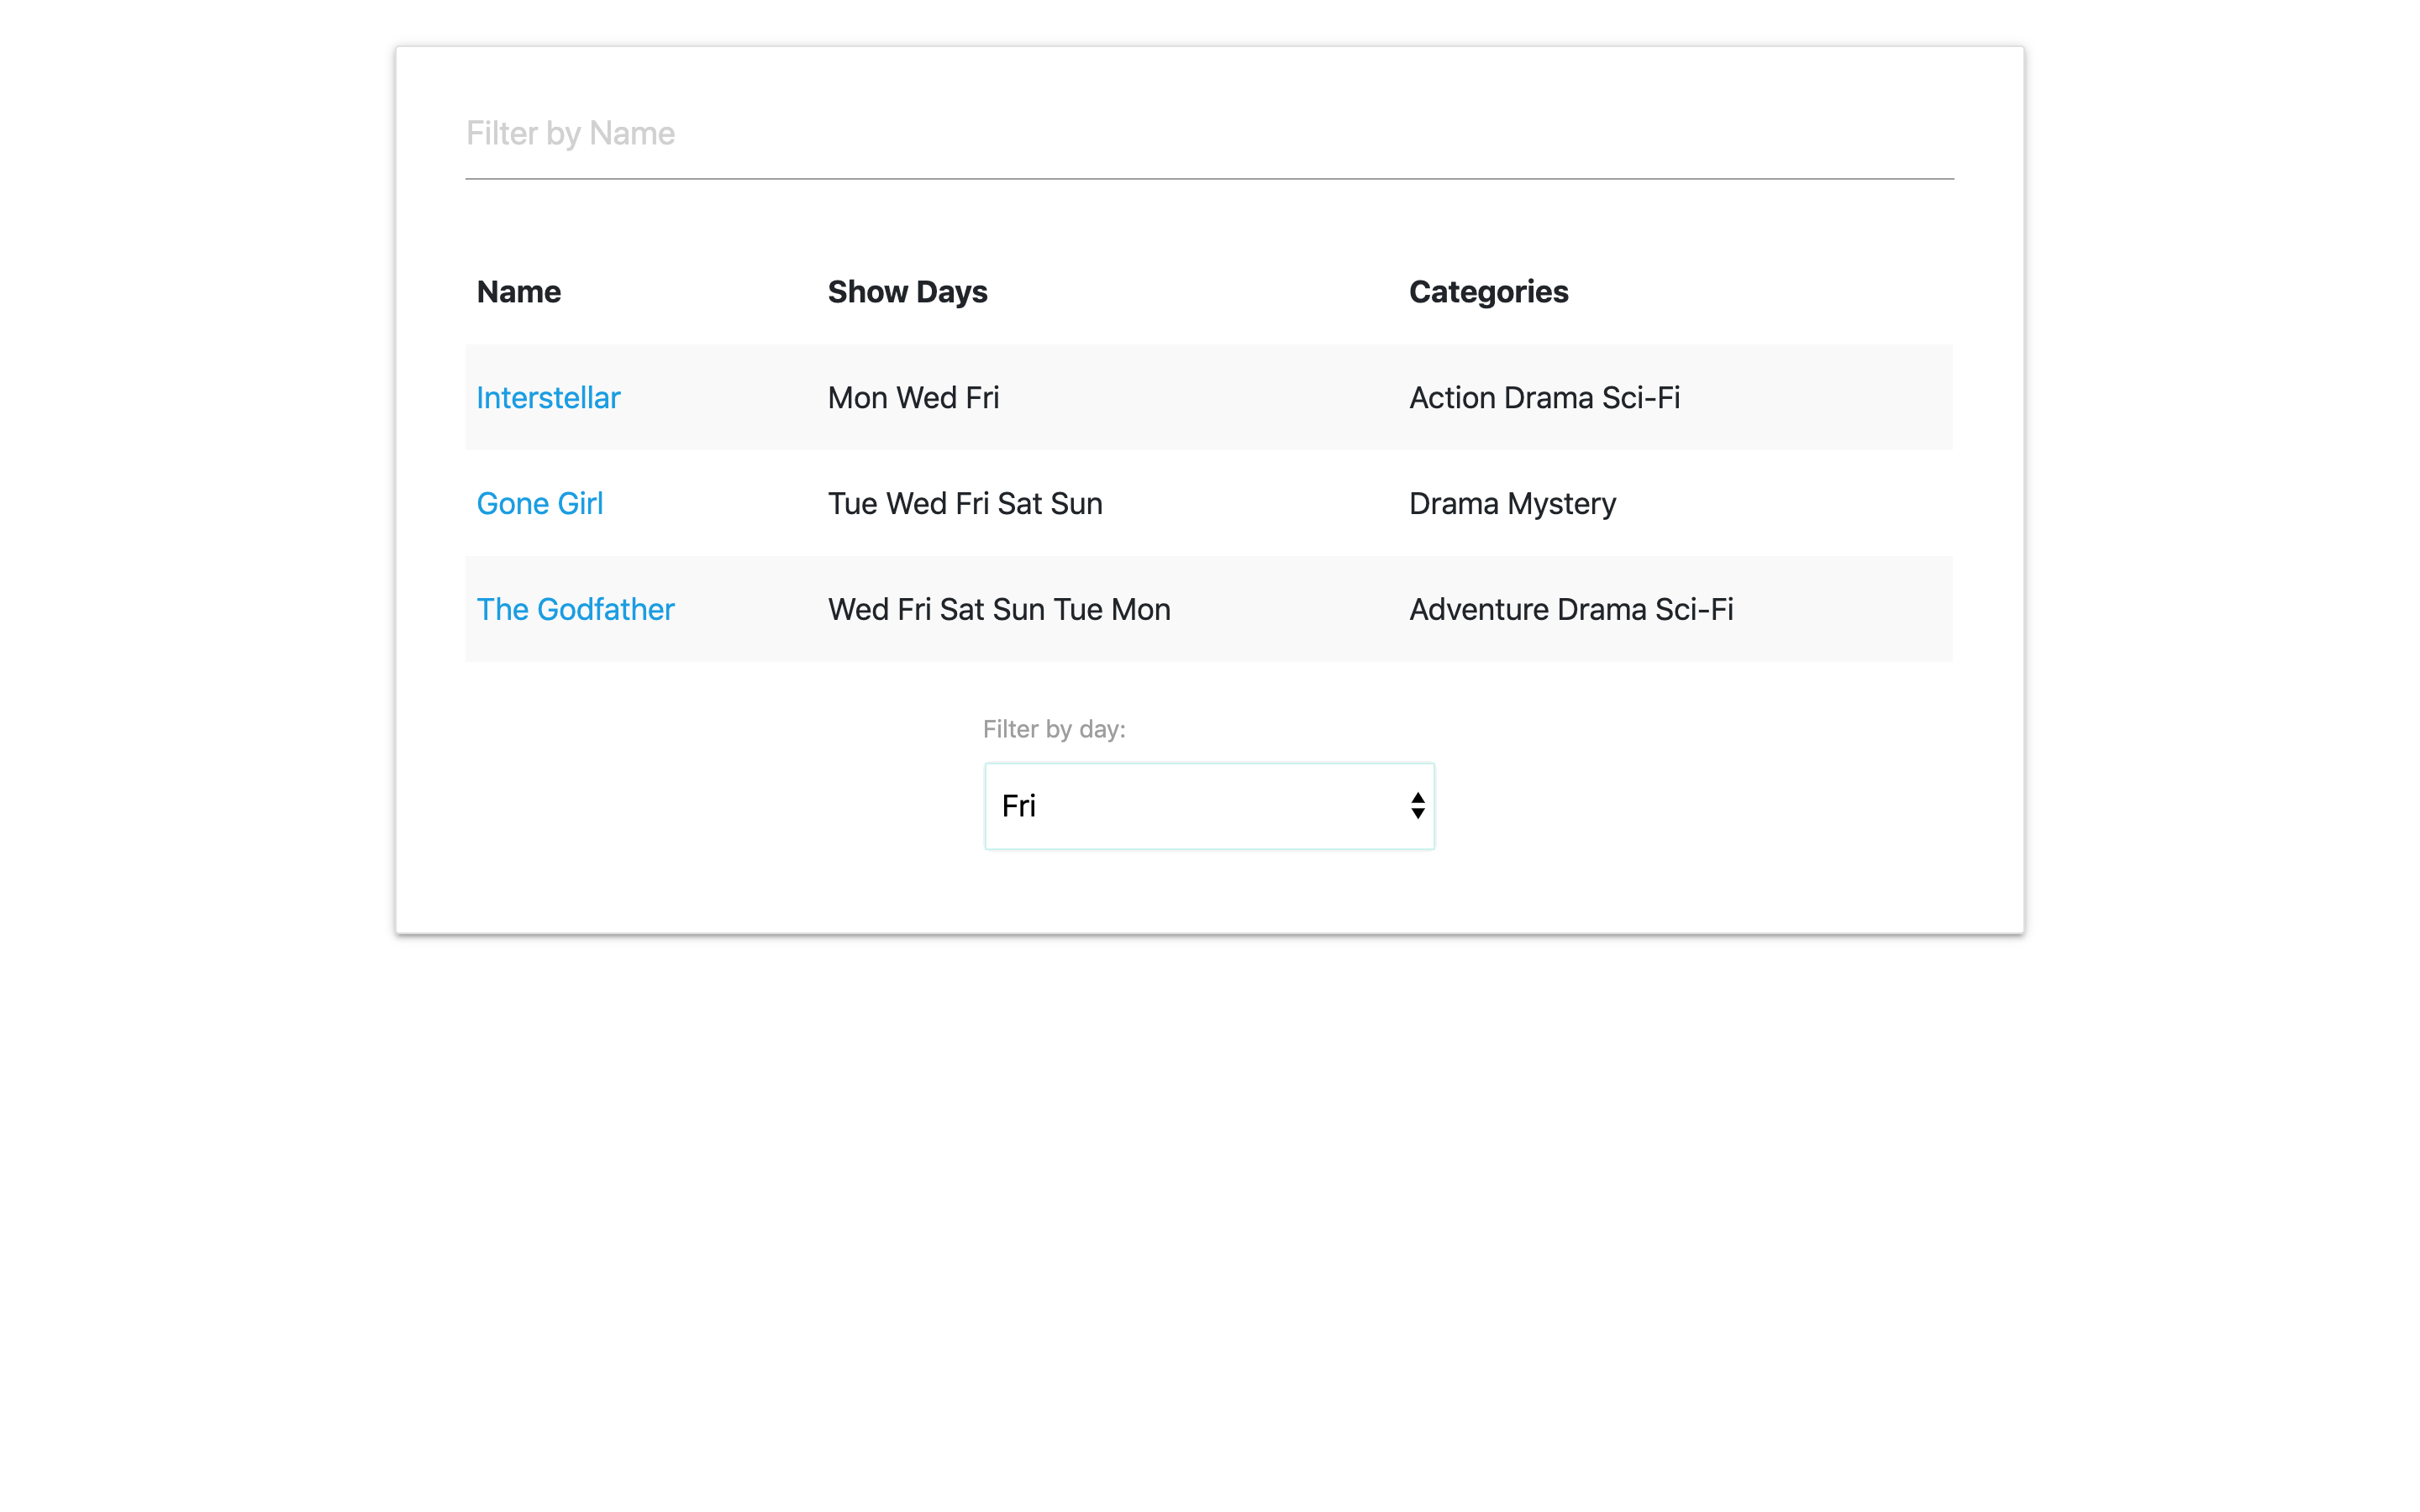 Filter by Name
Name Show Days Categories
Interstellar Mon Wed Fri Action Drama Sci-Fi
Gone Girl Tue Wed Fri Sat Sun Drama Mystery
The Godfather Wed Fri Sat Sun Tue Mon Adventure Drama Sci-Fi
Filter by day:
Fri